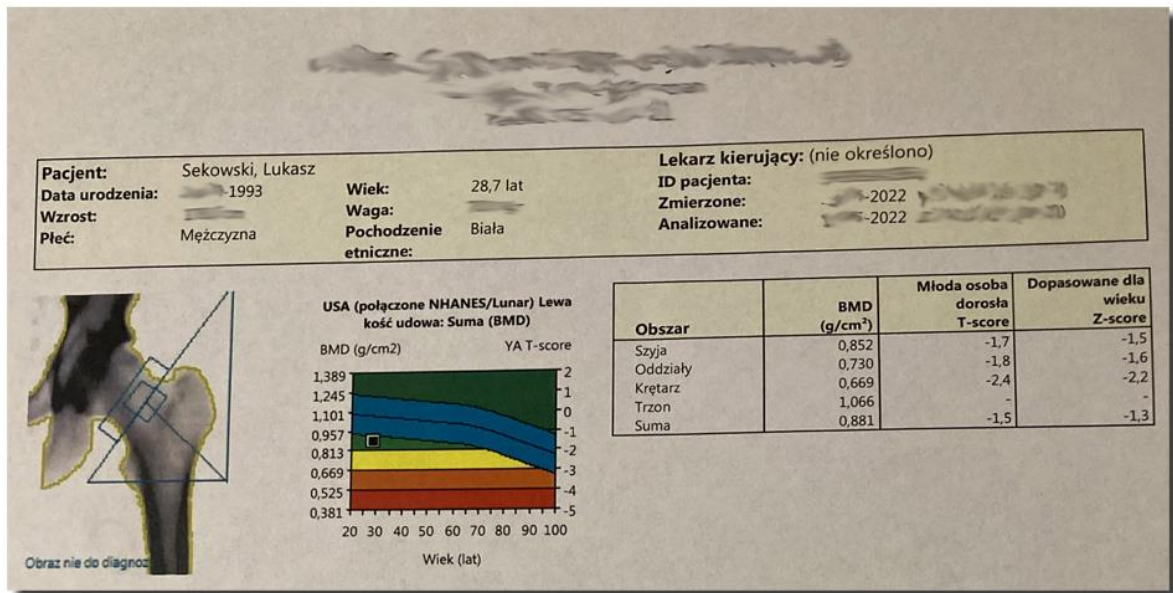 Pacjent: Sekowski, Lukasz
Data urodzenia: -1993
Wzrost:
Płeć: Mężczyzna
Wiek: 28,7 lat
Waga:
Pochodzenie etniczne: Biała
Lekarz kierujący: (nie określono)
ID pacjenta:
Zmierzone: -2022
Analizowane: -2022
Obraz nie do diagnoz
USA (połączone NHANES/Lunar) Lewa
kość udowa: Suma (BMD)
BMD (g/cm2) YA T-score
1,389 2
1,245 1
1,101 0
0,957 -1
0,813 -2
0,669 -3
0,525 -4
0,381 -5
20 30 40 50 60 70 80 90 100
Wiek (lat)
Obszar BMD (g/cm²) Młoda osoba dorosła T-score Dopasowane dla wieku Z-score
Szyja 0,852 -1,7 -1,5
Oddziały 0,730 -1,8 -1,6
Krętarz 0,669 -2,4 -2,2
Trzon 1,066 - -
Suma 0,881 -1,5 -1,3